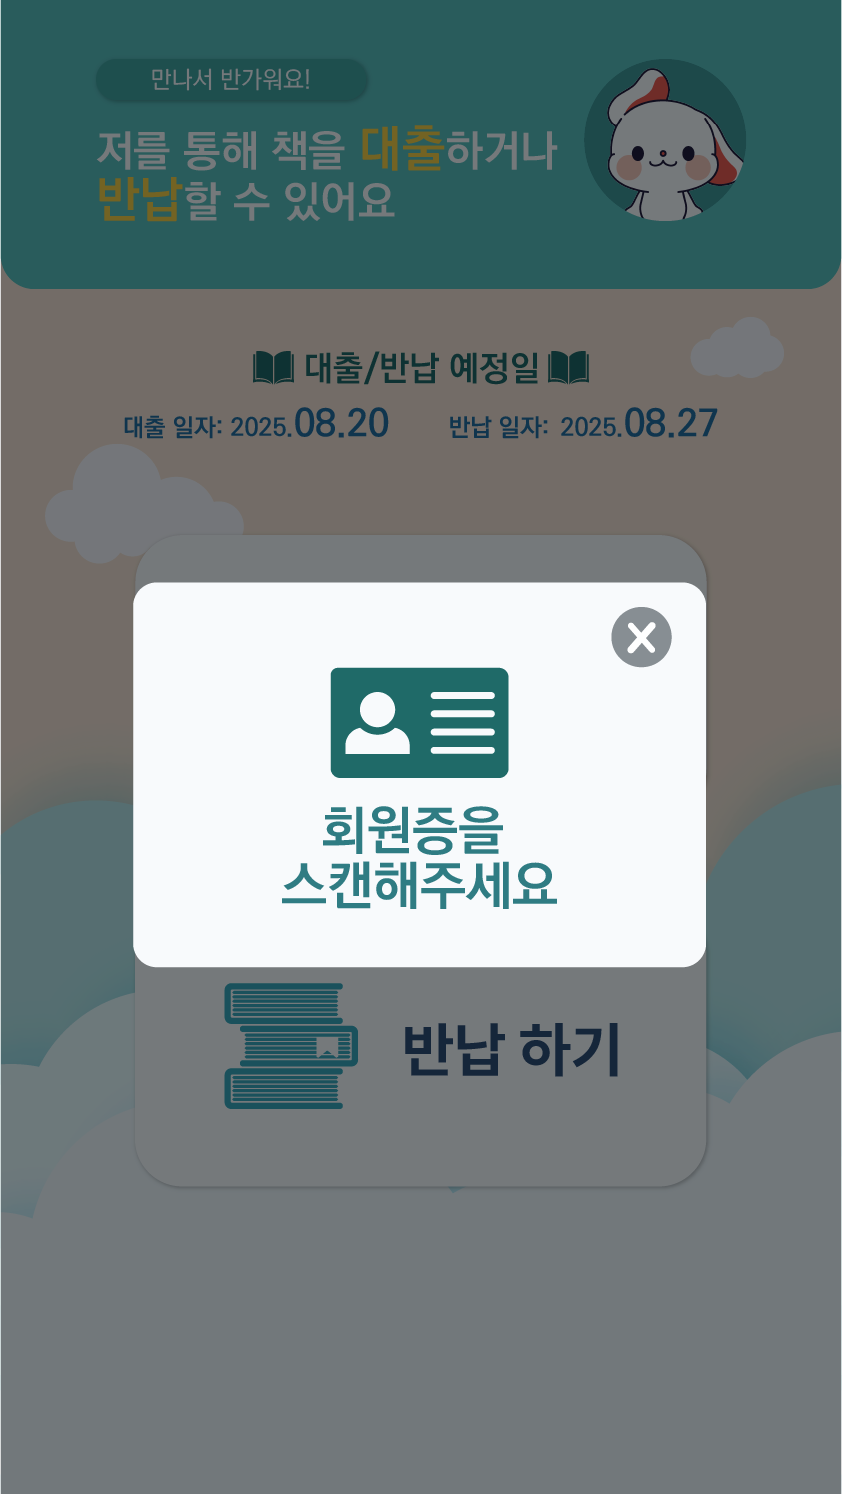 만나서 반가워요!
저를 통해 책을 대출하거나
반납할 수 있어요
대출/반납 예정일
대출 일자: 2025.08.20 반납 일자: 2025.08.27
X
회원증을
스캔해주세요
반납 하기